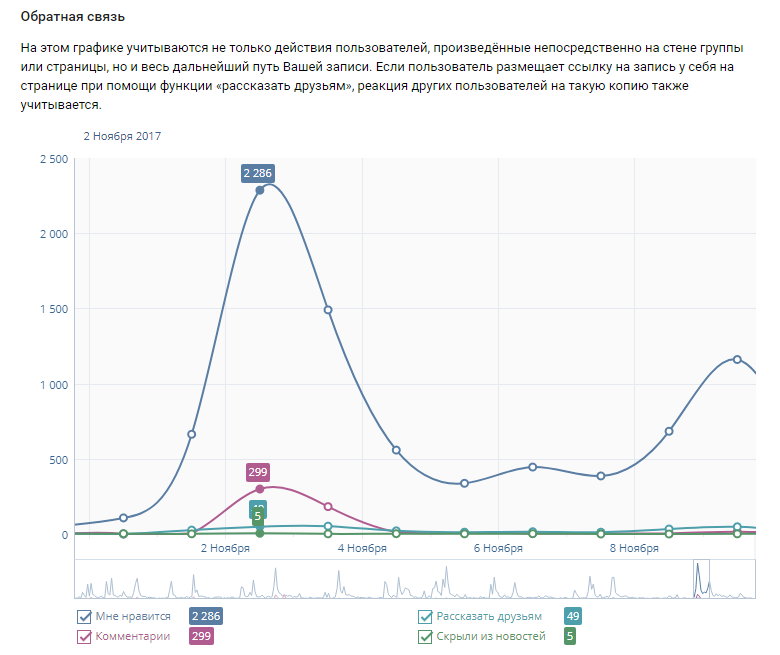 Обратная связь
На этом графике учитываются не только действия пользователей, произведённые непосредственно на стене группы
или страницы, но и весь дальнейший путь Вашей записи. Если пользователь размещает ссылку на запись у себя на
странице при помощи функции «рассказать друзьям», реакция других пользователей на такую копию также
учитывается.
2 Ноября 2017
2 500
2 286
2 000
1 500
1 000
500
299
49
5
0
2 Ноября 4 Ноября 6 Ноября 8 Ноября
Мне нравится 2 286 Рассказать друзьям 49
Комментарии 299 Скрыли из новостей 5